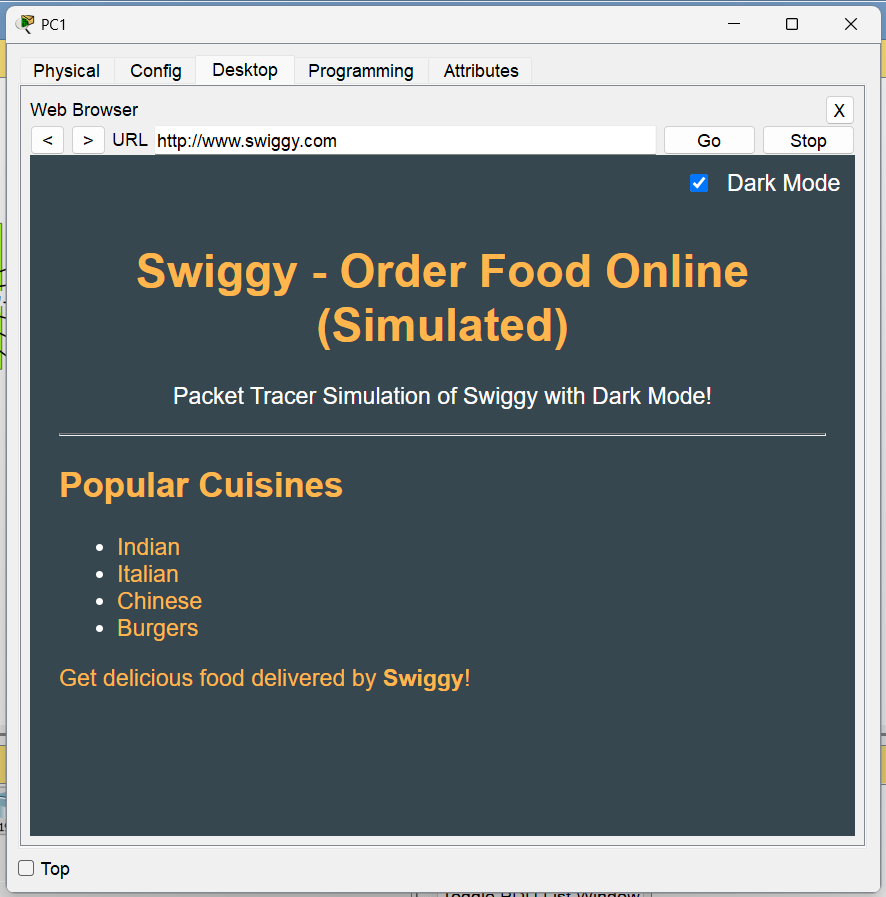 PC1
Physical Config Desktop Programming Attributes
Web Browser X
< > URL http://www.swiggy.com Go Stop
Dark Mode
Swiggy - Order Food Online
(Simulated)
Packet Tracer Simulation of Swiggy with Dark Mode!
Popular Cuisines
Indian
Italian
Chinese
Burgers
Get delicious food delivered by Swiggy!
Top